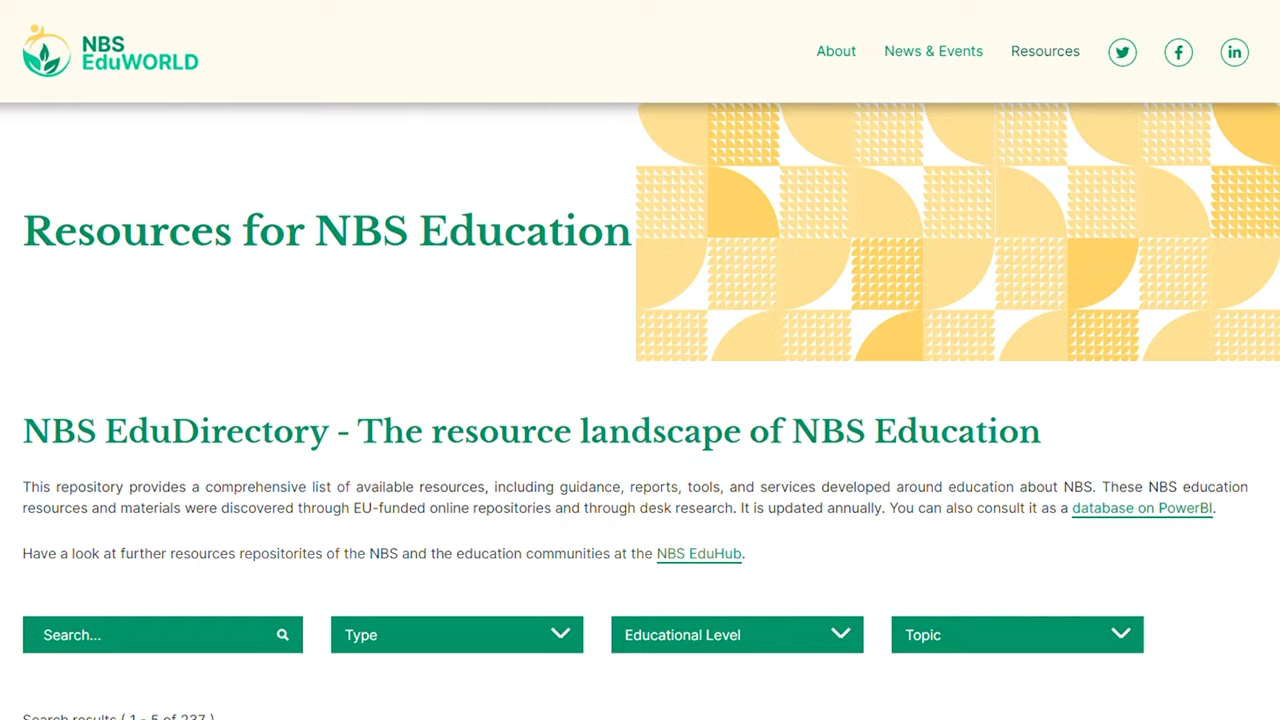 NBS
EduWORLD
About News & Events Resources
Resources for NBS Education
NBS EduDirectory - The resource landscape of NBS Education
This repository provides a comprehensive list of available resources, including guidance, reports, tools, and services developed around education about NBS. These NBS education
resources and materials were discovered through EU-funded online repositories and through desk research. It is updated annually. You can also consult it as a database on PowerBI.
Have a look at further resources repositorites of the NBS and the education communities at the NBS EduHub.
Search... Type Educational Level Topic
Search results ( 1 - 5 of 237 )